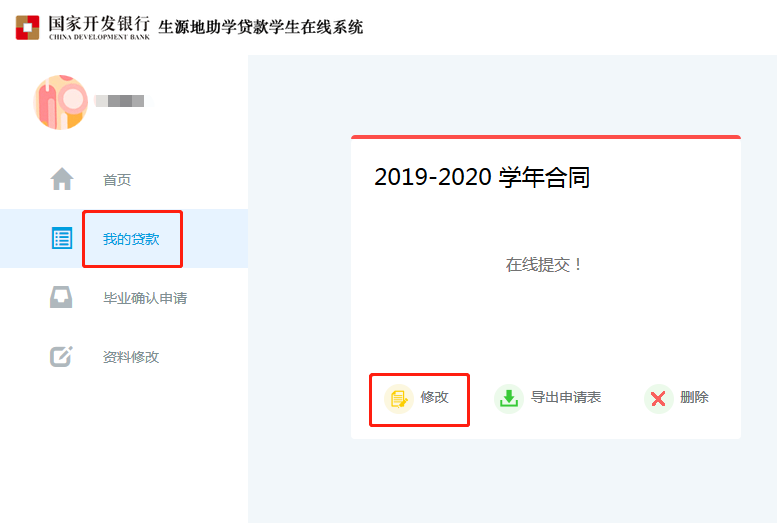 国家开发银行 生源地助学贷款学生在线系统
CHINA DEVELOPMENT BANK
首页
我的贷款
毕业确认申请
资料修改
2019-2020 学年合同
在线提交！
修改 导出申请表 删除